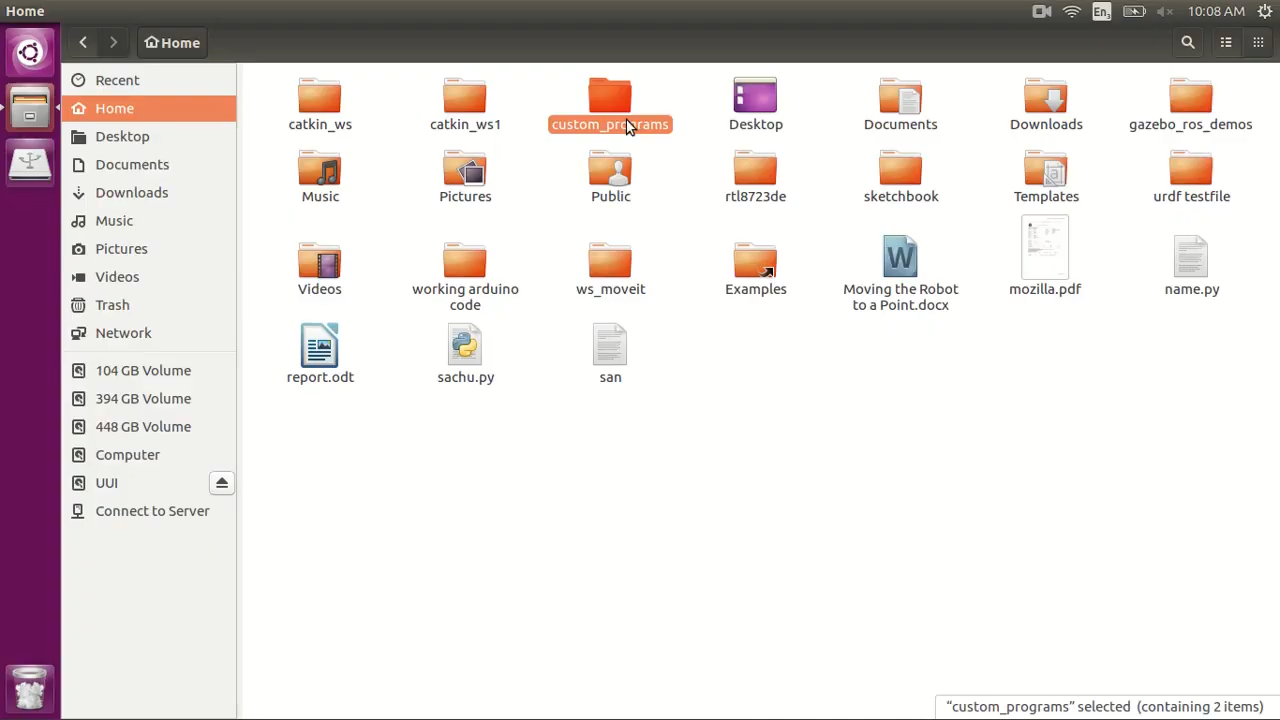 Home
En3
10:08 AM
Home
Recent
Home
Desktop
Documents
Downloads
Music
Pictures
Videos
Trash
Network
104 GB Volume
394 GB Volume
448 GB Volume
Computer
UUI
Connect to Server
catkin_ws
catkin_ws1
custom_programs
Desktop
Documents
Downloads
gazebo_ros_demos
Music
Pictures
Public
rtl8723de
sketchbook
Templates
urdf testfile
Videos
working arduino
code
ws_moveit
Examples
W
Moving the Robot
to a Point.docx
mozilla.pdf
name.py
report.odt
sachu.py
san
"custom_programs" selected (containing 2 items)